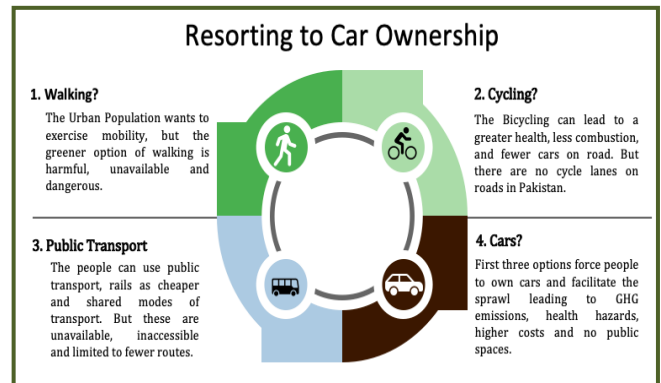 Resorting to Car Ownership
1. Walking?
The Urban Population wants to
exercise mobility, but the
greener option of walking is
harmful, unavailable and
dangerous.
2. Cycling?
The Bicycling can lead to a
greater health, less combustion,
and fewer cars on road. But
there are no cycle lanes on
roads in Pakistan.
3. Public Transport
The people can use public
transport, rails as cheaper
and shared modes of
transport. But these are
unavailable, inaccessible
and limited to fewer routes.
4. Cars?
First three options force people
to own cars and facilitate the
sprawl leading to GHG
emissions, health hazards,
higher costs and no public
spaces.